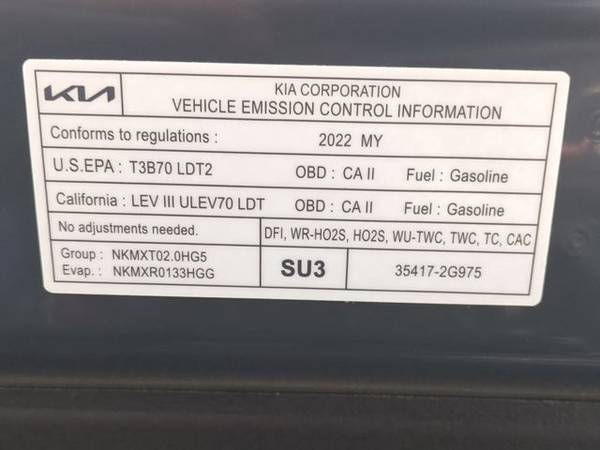 KIA
KIA CORPORATION
VEHICLE EMISSION CONTROL INFORMATION
Conforms to regulations : 2022 MY
U.S.EPA : T3B70 LDT2 OBD : CA II Fuel : Gasoline
California : LEV III ULEV70 LDT OBD : CA II Fuel : Gasoline
No adjustments needed. DFI, WR-HO2S, HO2S, WU-TWC, TWC, TC, CAC
Group : NKMXT02.0HG5
Evap. : NKMXR0133HGG
SU3 35417-2G975